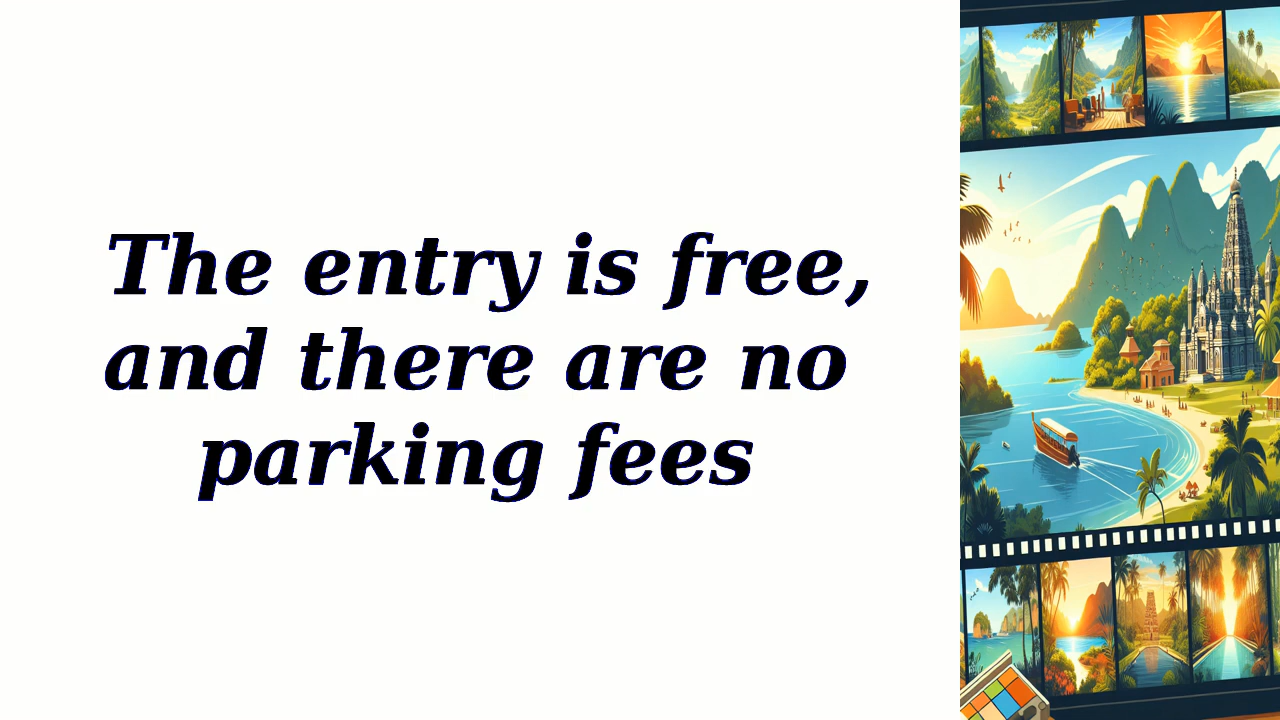 The entry is free,
and there are no
parking fees